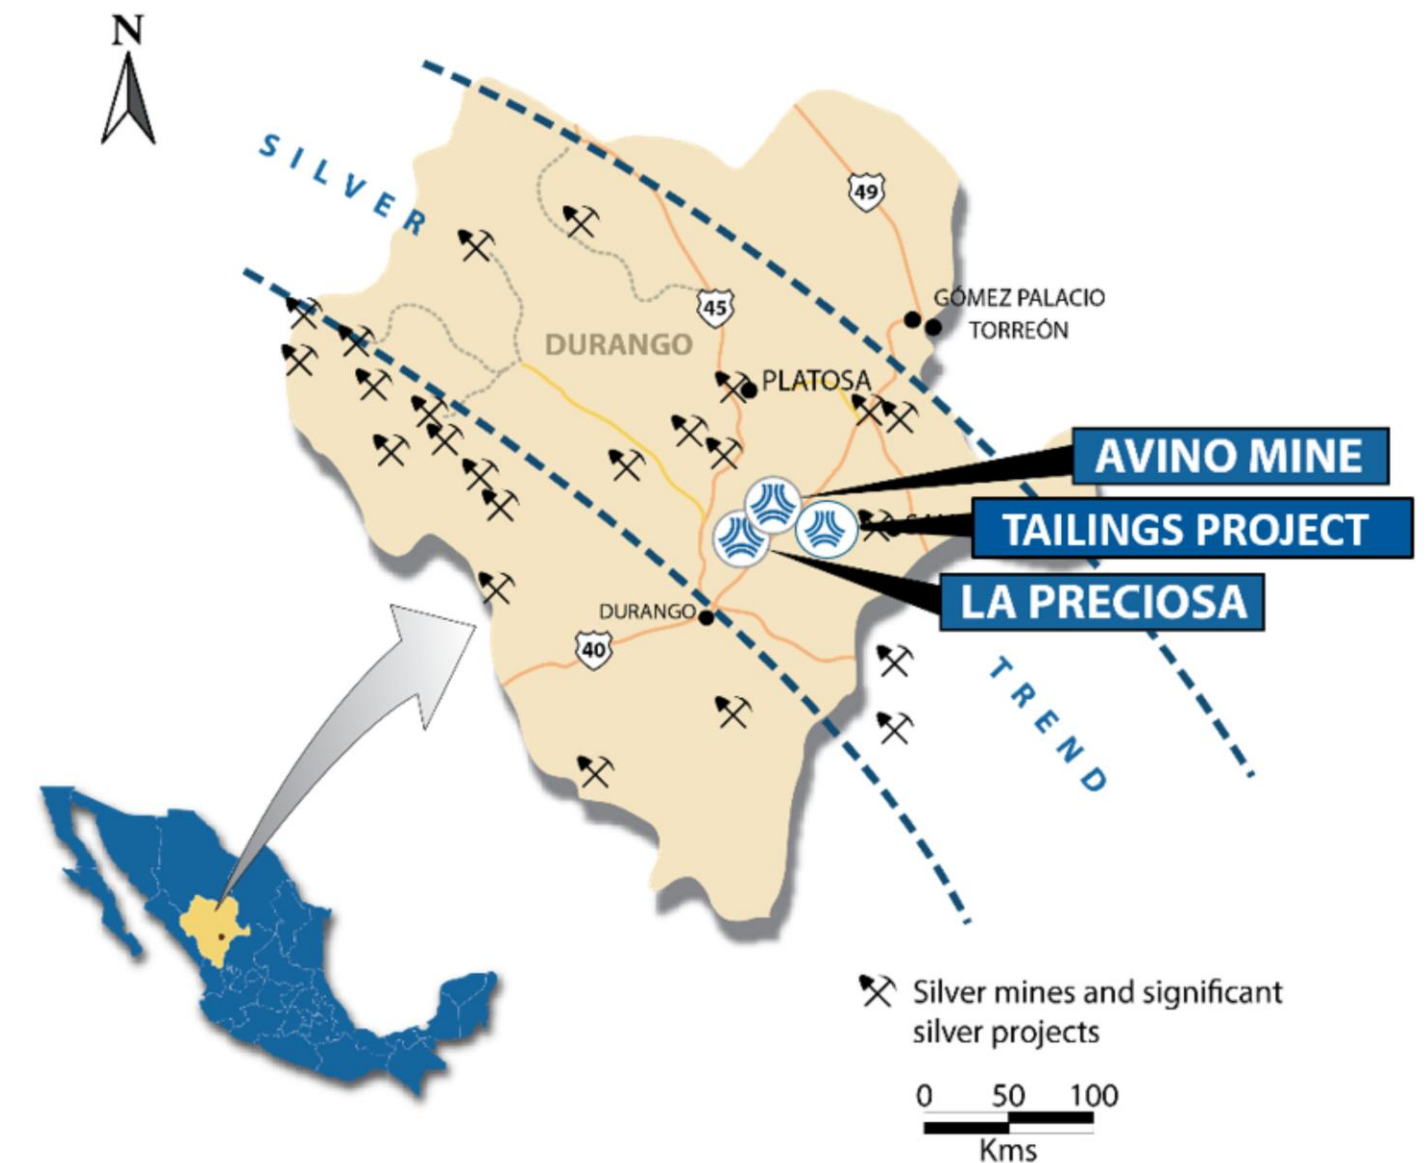 N
SILVER
49
45
GÓMEZ PALACIO
TORREÓN
DURANGO
PLATOSA
AVINO MINE
TAILINGS PROJECT
LA PRECIOSA
DURANGO
40
TREND
Silver mines and significant
silver projects
0 50 100
Kms